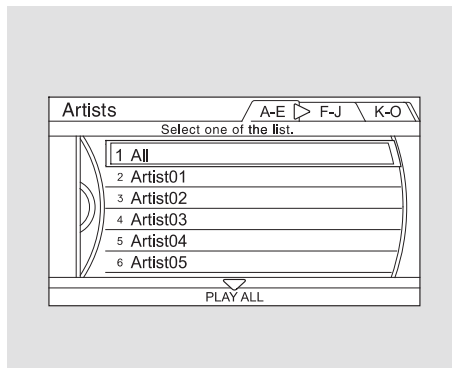 Artists A-E F-J K-O
Select one of the list.
1 All
2 Artist01
3 Artist02
4 Artist03
5 Artist04
6 Artist05
PLAY ALL